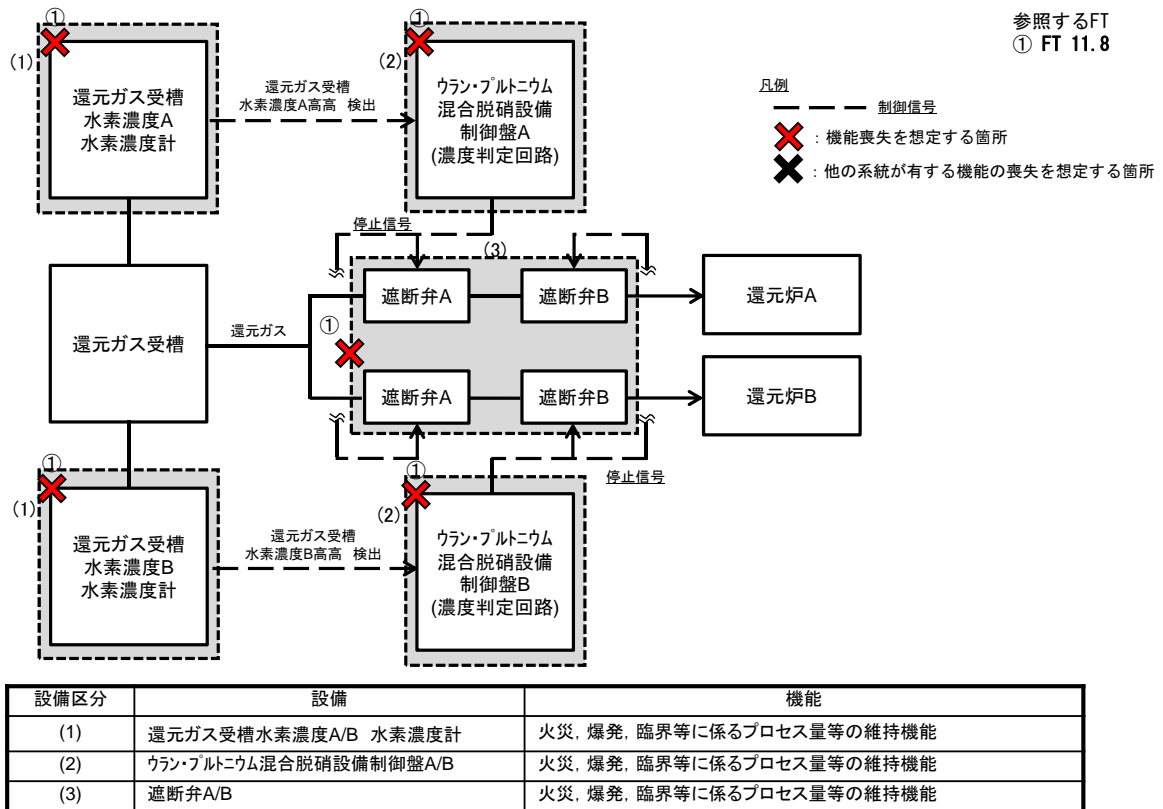 参照するFT
① FT 11.8
凡例
制御信号
：機能喪失を想定する箇所
：他の系統が有する機能の喪失を想定する箇所
①
(1)
還元ガス受槽
水素濃度A
水素濃度計
還元ガス受槽
水素濃度A高高 検出
①
(2)
ウラン・プルトニウム
混合脱硝設備
制御盤A
(濃度判定回路)
停止信号
(3)
遮断弁A
遮断弁B
還元炉A
還元ガス受槽
還元ガス
①
遮断弁A
遮断弁B
還元炉B
停止信号
①
(1)
還元ガス受槽
水素濃度B
水素濃度計
還元ガス受槽
水素濃度B高高 検出
①
(2)
ウラン・プルトニウム
混合脱硝設備
制御盤B
(濃度判定回路)
設備区分 設備 機能
(1) 還元ガス受槽水素濃度A/B 水素濃度計 火災，爆発，臨界等に係るプロセス量等の維持機能
(2) ウラン・プルトニウム混合脱硝設備制御盤A/B 火災，爆発，臨界等に係るプロセス量等の維持機能
(3) 遮断弁A/B 火災，爆発，臨界等に係るプロセス量等の維持機能